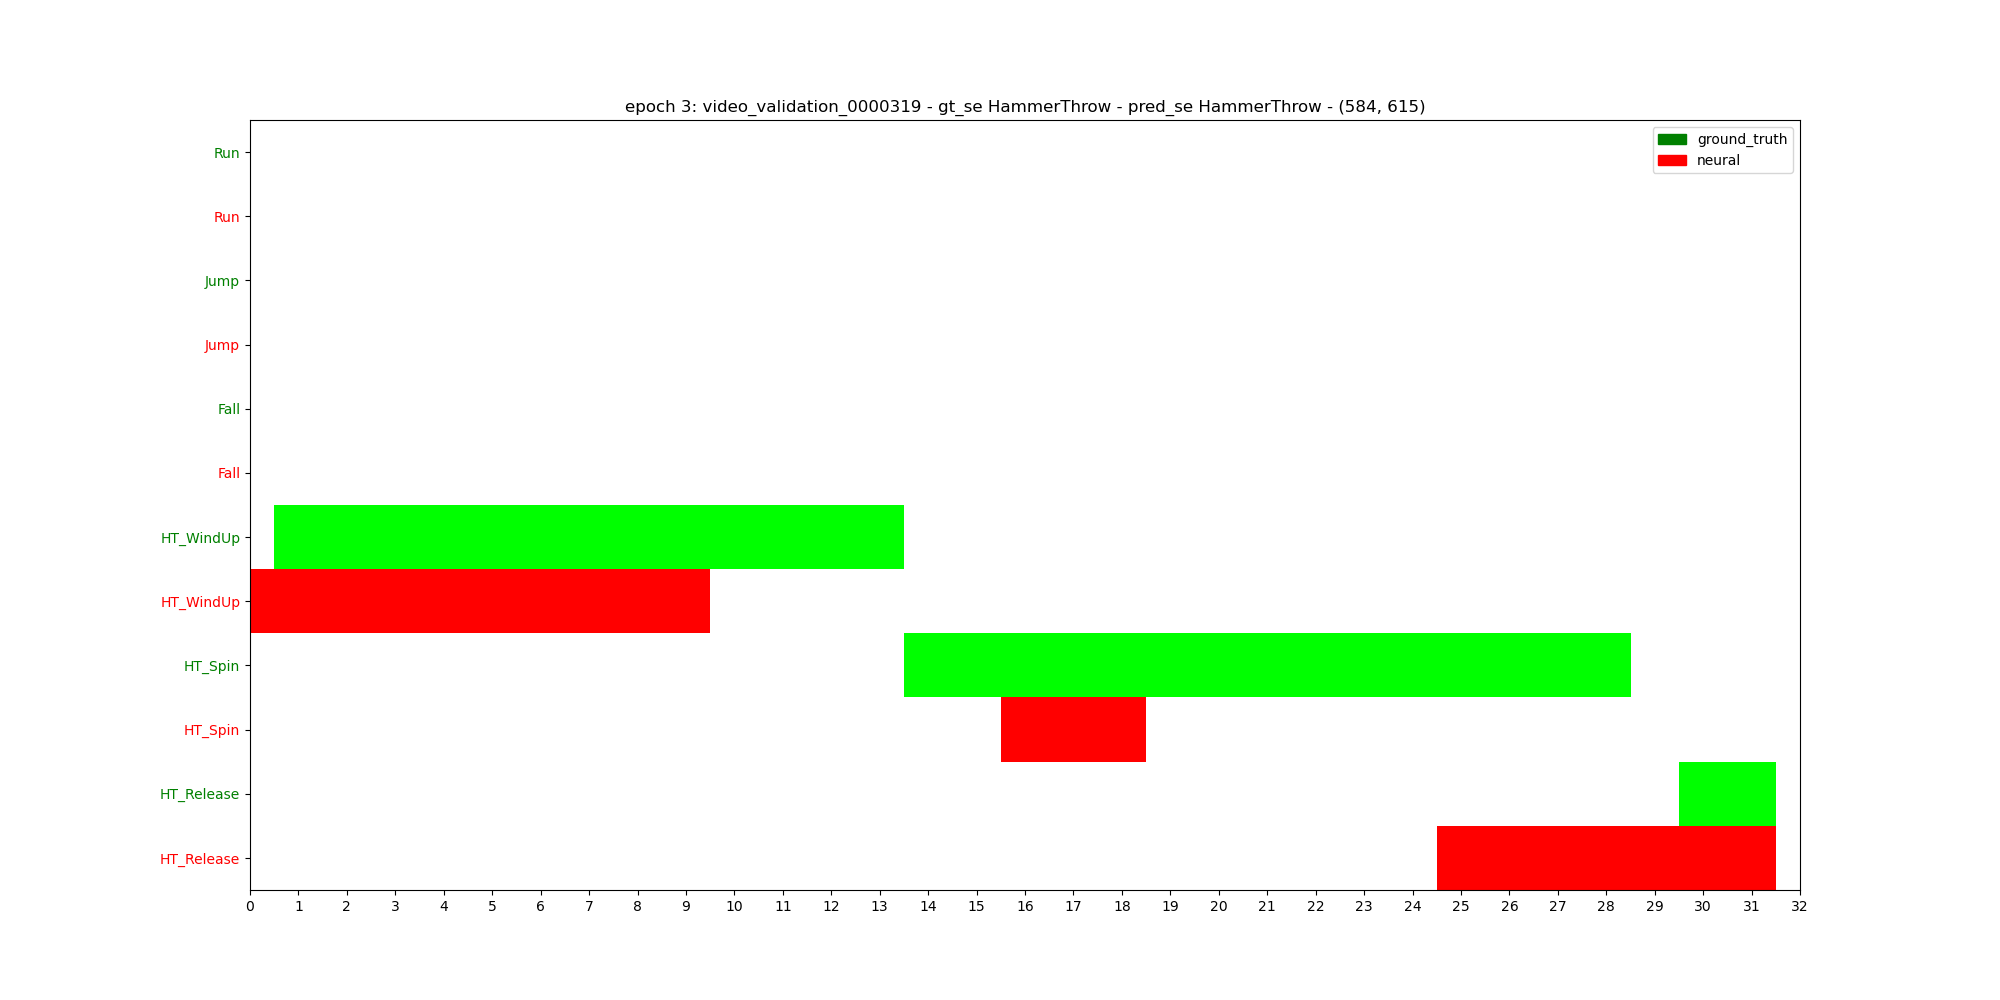 epoch 3: video_validation_0000319 - gt_se HammerThrow - pred_se HammerThrow - (584, 615)
ground_truth
neural
Run
Run
Jump
Jump
Fall
Fall
HT_WindUp
HT_WindUp
HT_Spin
HT_Spin
HT_Release
HT_Release
0 1 2 3 4 5 6 7 8 9 10 11 12 13 14 15 16 17 18 19 20 21 22 23 24 25 26 27 28 29 30 31 32